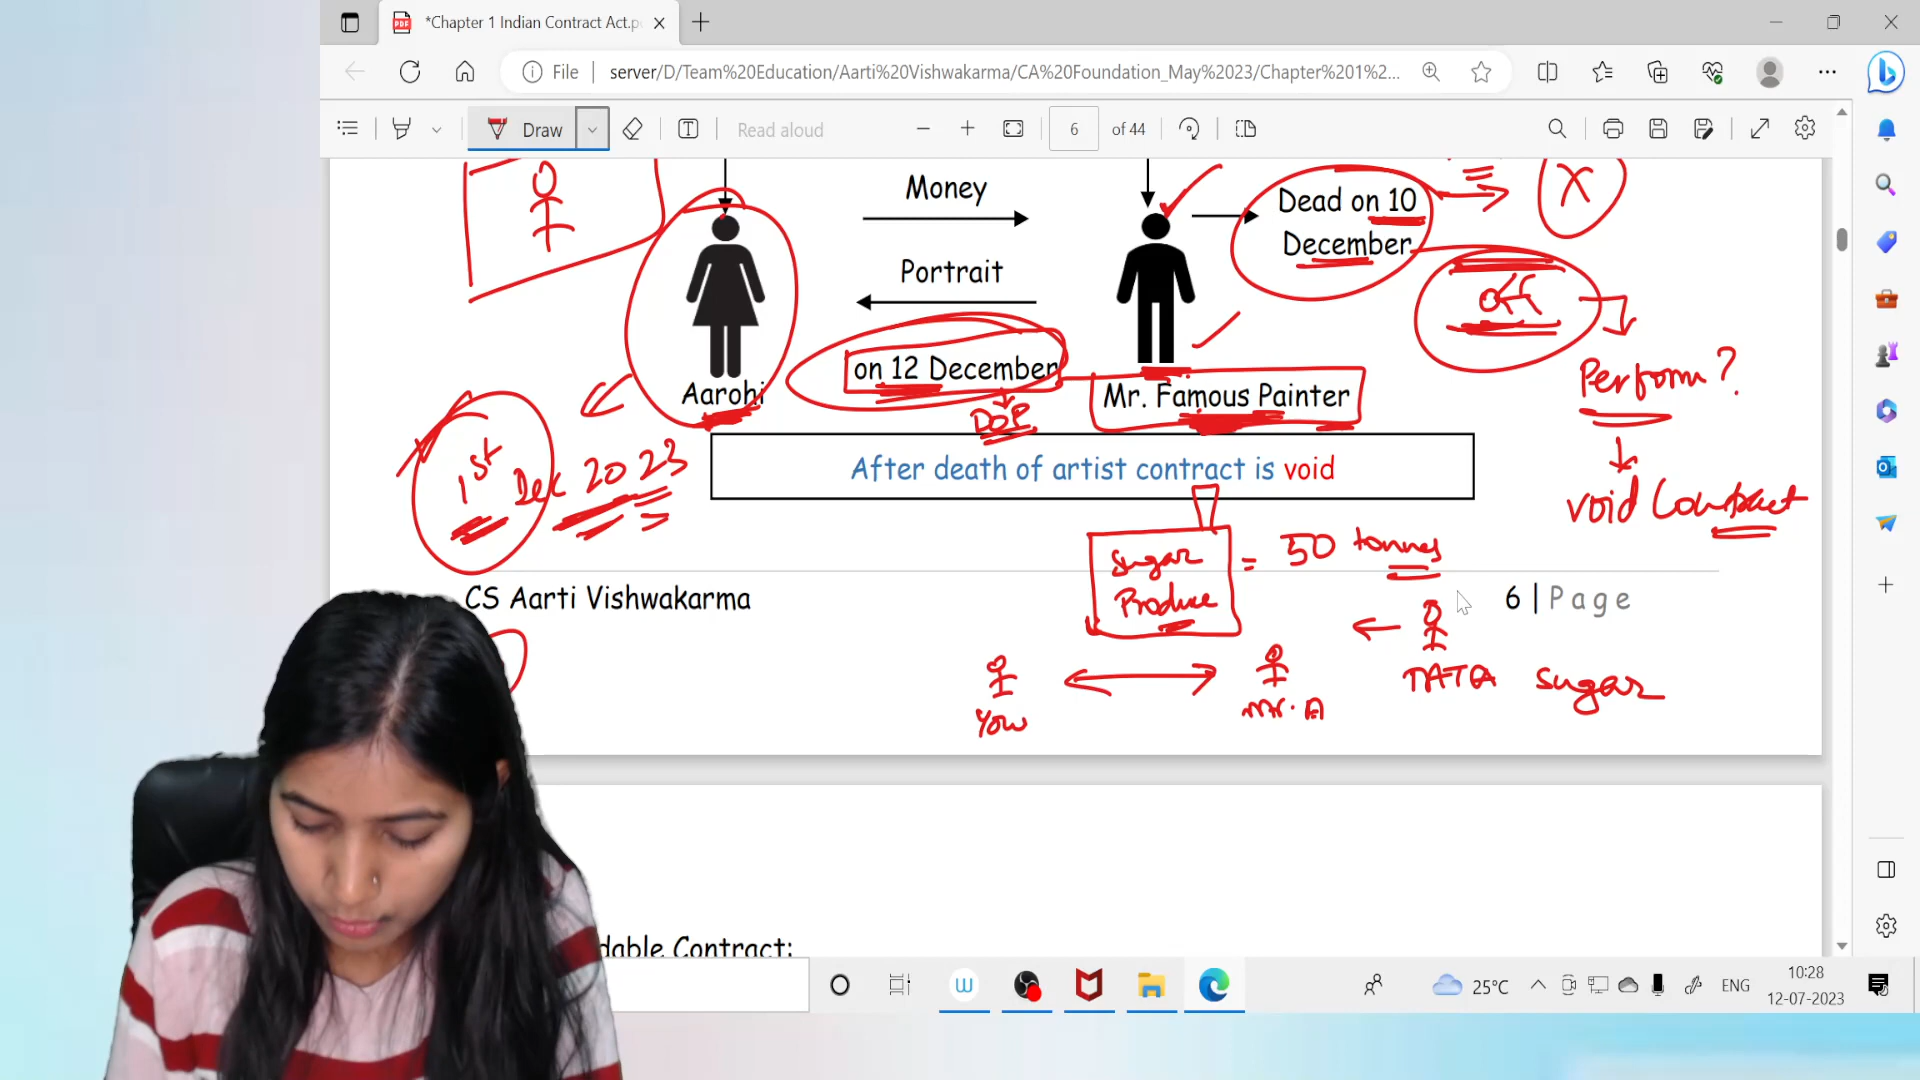 *Chapter 1 Indian Contract Act.p
File
server/D/Team%20Education/Aarti%20Vishwakarma/CA%20Foundation_May%2023/Chapter%201%2...
Draw
Read aloud
6
of 44
Money
Dead on 10
December
X
Portrait
off
on 12 December
Perform?
Aarohi
DOP
Mr. Famous Painter
1st Dec 2023
After death of artist contract is void
void Contract
Sugar
Produce
= 50 tonnes
CS Aarti Vishwakarma
6 | Page
You
Mr. A
TATA Sugar
dable Contract:
25°C
ENG
10:28
12-07-2023